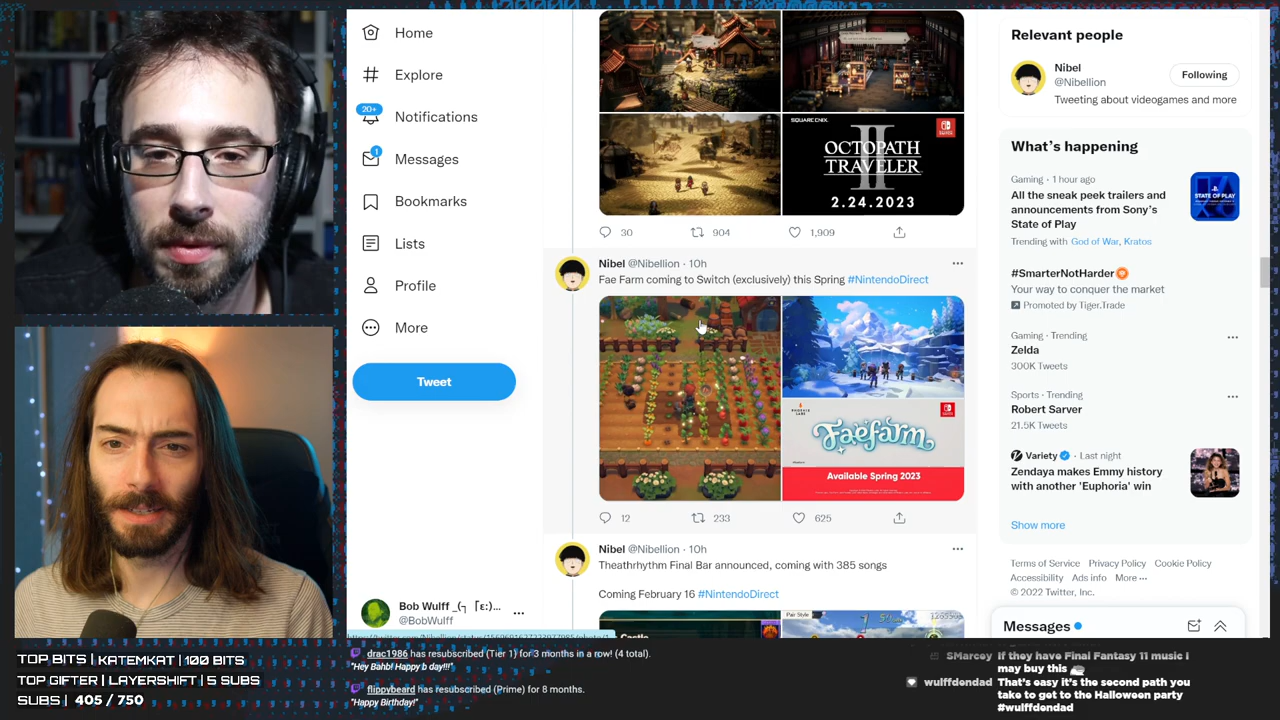 Home
Explore
20+
Notifications
1
Messages
Bookmarks
Lists
Profile
More
Tweet
Bob Wulff _(┐「ε:)...
@BobWulff
SQUARE ENIX
II
OCTOPATH
TRAVELER
2.24.2023
30 904 1,909
Nibel @Nibellion · 10h
Fae Farm coming to Switch (exclusively) this Spring #NintendoDirect
PHOENIX
LABS
Faefarm
Available Spring 2023
12 233 625
Nibel @Nibellion · 10h
Theathrhythm Final Bar announced, coming with 385 songs
Coming February 16 #NintendoDirect
Castle
Pair Style
Relevant people
Nibel
@Nibellion
Following
Tweeting about videogames and more
What's happening
Gaming · 1 hour ago
All the sneak peek trailers and
announcements from Sony's
State of Play
STATE OF PLAY
Trending with God of War, Kratos
#SmarterNotHarder
Your way to conquer the market
Promoted by Tiger.Trade
Gaming · Trending
Zelda
300K Tweets
Sports · Trending
Robert Sarver
21.5K Tweets
Variety · Last night
Zendaya makes Emmy history
with another 'Euphoria' win
Show more
Terms of Service Privacy Policy Cookie Policy
Accessibility Ads info More ···
© 2022 Twitter, Inc.
Messages
TOP BITS | KATEMKAT | 100 BITS
TOP GIFTER | LAYERSHIFT | 5 SUBS
SUBS | 405 / 750
drac1986 has resubscribed (Tier 1) for 3 months in a row! (4 total).
"Hey Bahb! Happy b day!!!"
flippybeard has resubscribed (Prime) for 8 months.
"Happy Birthday!"
SMarcey If they have Final Fantasy 11 music I
may buy this
wulffdendad That's easy it's the second path you
take to get to the Halloween party
#wulffdendad